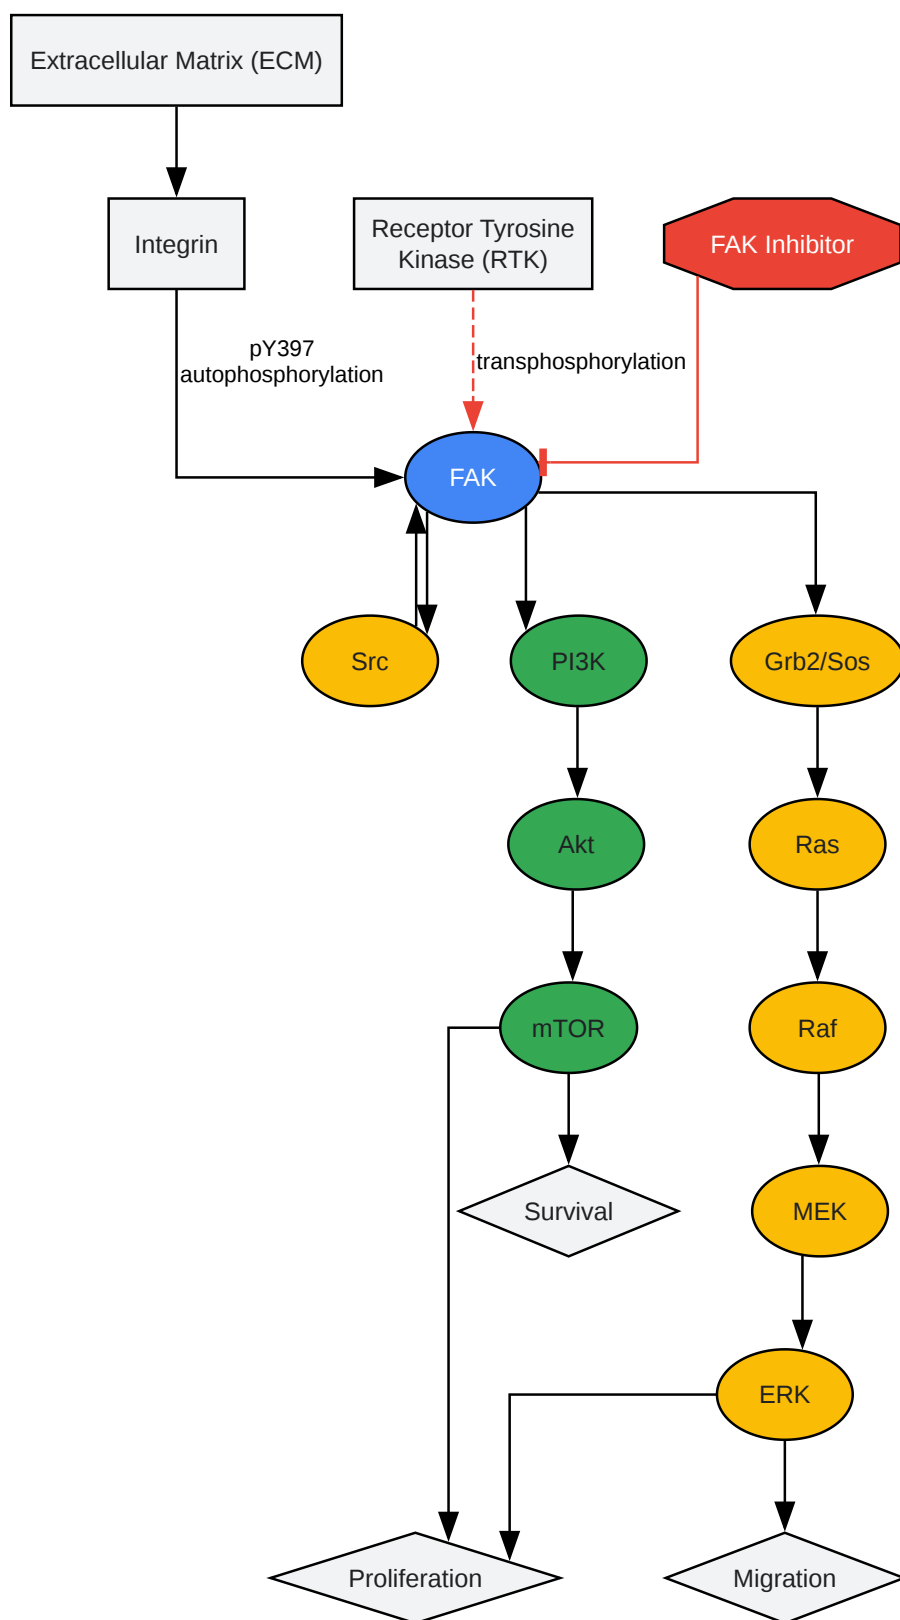 Extracellular Matrix (ECM)
Integrin
Receptor Tyrosine
Kinase (RTK)
FAK Inhibitor
pY397
autophosphorylation
transphosphorylation
FAK
Src
PI3K
Grb2/Sos
Akt
Ras
mTOR
Raf
Survival
MEK
ERK
Proliferation
Migration